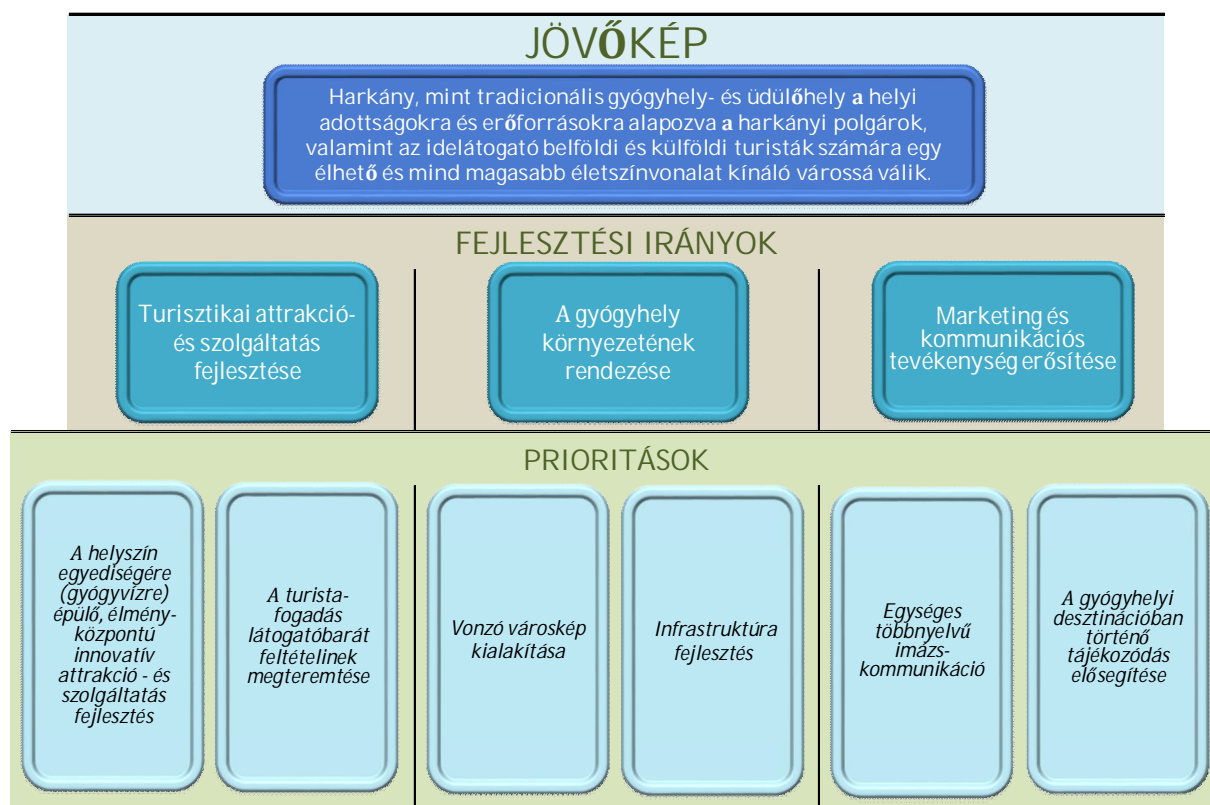 JÖVŐKÉP
Harkány, mint tradicionális gyógyhely- és üdülőhely a helyi
adottságokra és erőforrásokra alapozva a harkányi polgárok,
valamint az idelátogató belföldi és külföldi turisták számára egy
élhető és mind magasabb életszínvonalat kínáló várossá válik.
FEJLESZTÉSI IRÁNYOK
Turisztikai attrakció-
és szolgáltatás
fejlesztése
A gyógyhely
környezetének
rendezése
Marketing és
kommunikációs
tevékenység erősítése
PRIORITÁSOK
A helyszín
egyediségére
(gyógyvízre)
épülő, élmény-
központú
innovatív
attrakció - és
szolgáltatás
fejlesztés
A turista-
fogadás
látogatóbarát
feltételinek
megteremtése
Vonzó városkép
kialakítása
Infrastruktúra
fejlesztés
Egységes
többnyelvű
imázs-
kommunikáció
A gyógyhelyi
desztinációban
történő
tájékozódás
elősegítése